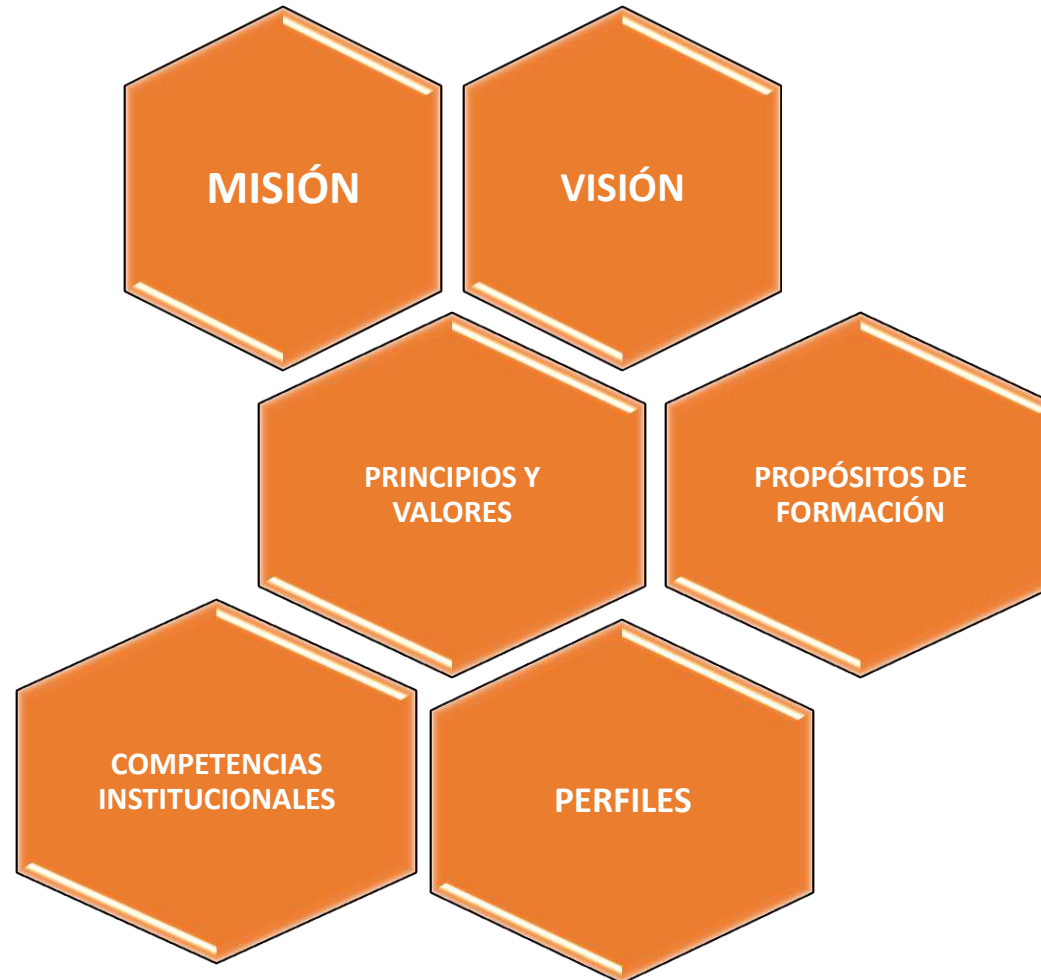 MISIÓN
VISIÓN
PRINCIPIOS Y
VALORES
PROPÓSITOS DE
FORMACIÓN
COMPETENCIAS
INSTITUCIONALES
PERFILES